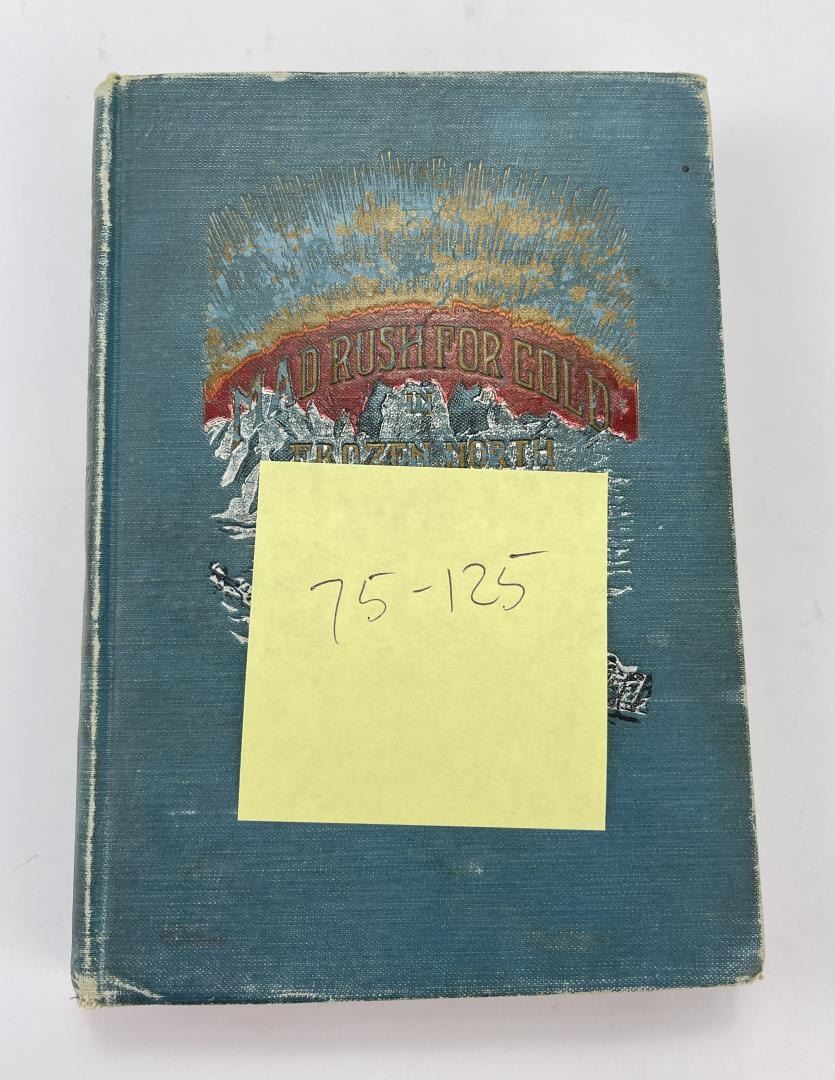 MAD RUSH FOR GOLD
IN
FROZEN NORTH
75-125